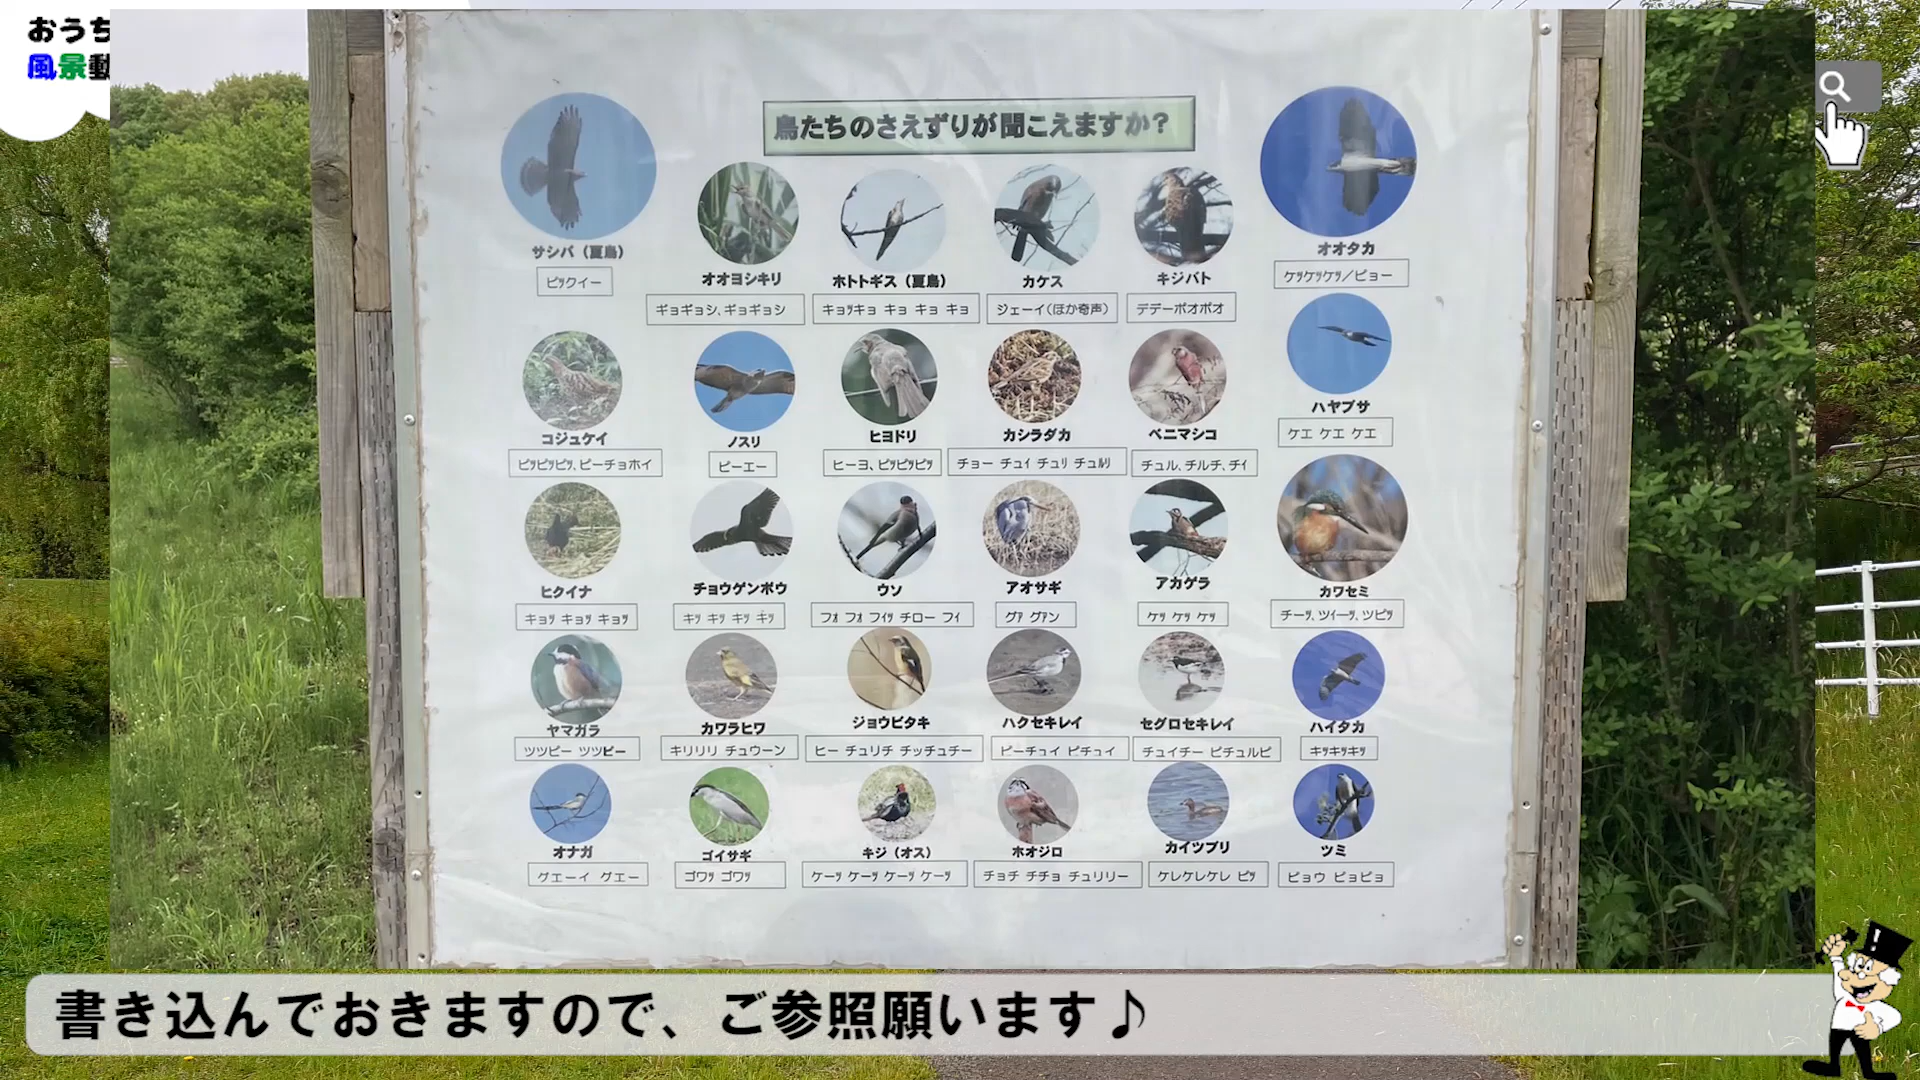 おうち
風景動
鳥たちのさえずりが聞こえますか？
サシバ（夏鳥）
ピックイー
オオヨシキリ
ギョギョシ、ギョギョシ
ホトトギス（夏鳥）
キョッキョ キョ キョ キョ
カケス
ジェーイ（ほか奇声）
キジバト
デデーポオポオ
オオタカ
ケッケッケッ／ピョー
コジュケイ
ピッピッピッ、ピーチョホイ
ノスリ
ピーエー
ヒヨドリ
ヒーヨ、ピッピッピッ
カシラダカ
チョー チュィ チュリ チュルリ
ベニマシコ
チュル、チルチ、チィ
ハヤブサ
ケエ ケエ ケエ
ヒクイナ
キョッ キョッ キョッ
チョウゲンボウ
キッ キッ キッ キッ
ウソ
フォ フォ フィッ チロー フィ
アオサギ
グァ グァン
アカゲラ
ケッ ケッ ケッ
カワセミ
チーッ、ツィーッ、ツピッ
ヤマガラ
ツツピー ツツピー
カワラヒワ
キリリリ チュウーン
ジョウビタキ
ヒー チュリチ チッチュチー
ハクセキレイ
ピーチュイ ピチュイ
セグロセキレイ
チュイチー ピチュルピ
ハイタカ
キッキッキッ
オナガ
グエーイ グエー
ゴイサギ
ゴワッ ゴワッ
キジ（オス）
ケーッ ケーッ ケーッ ケーッ
ホオジロ
チョチ チチョ チュリリー
カイツブリ
ケレケレケレ ピッ
ツミ
ピョウ ピョピョ
書き込んでおきますので、ご参照願います♪